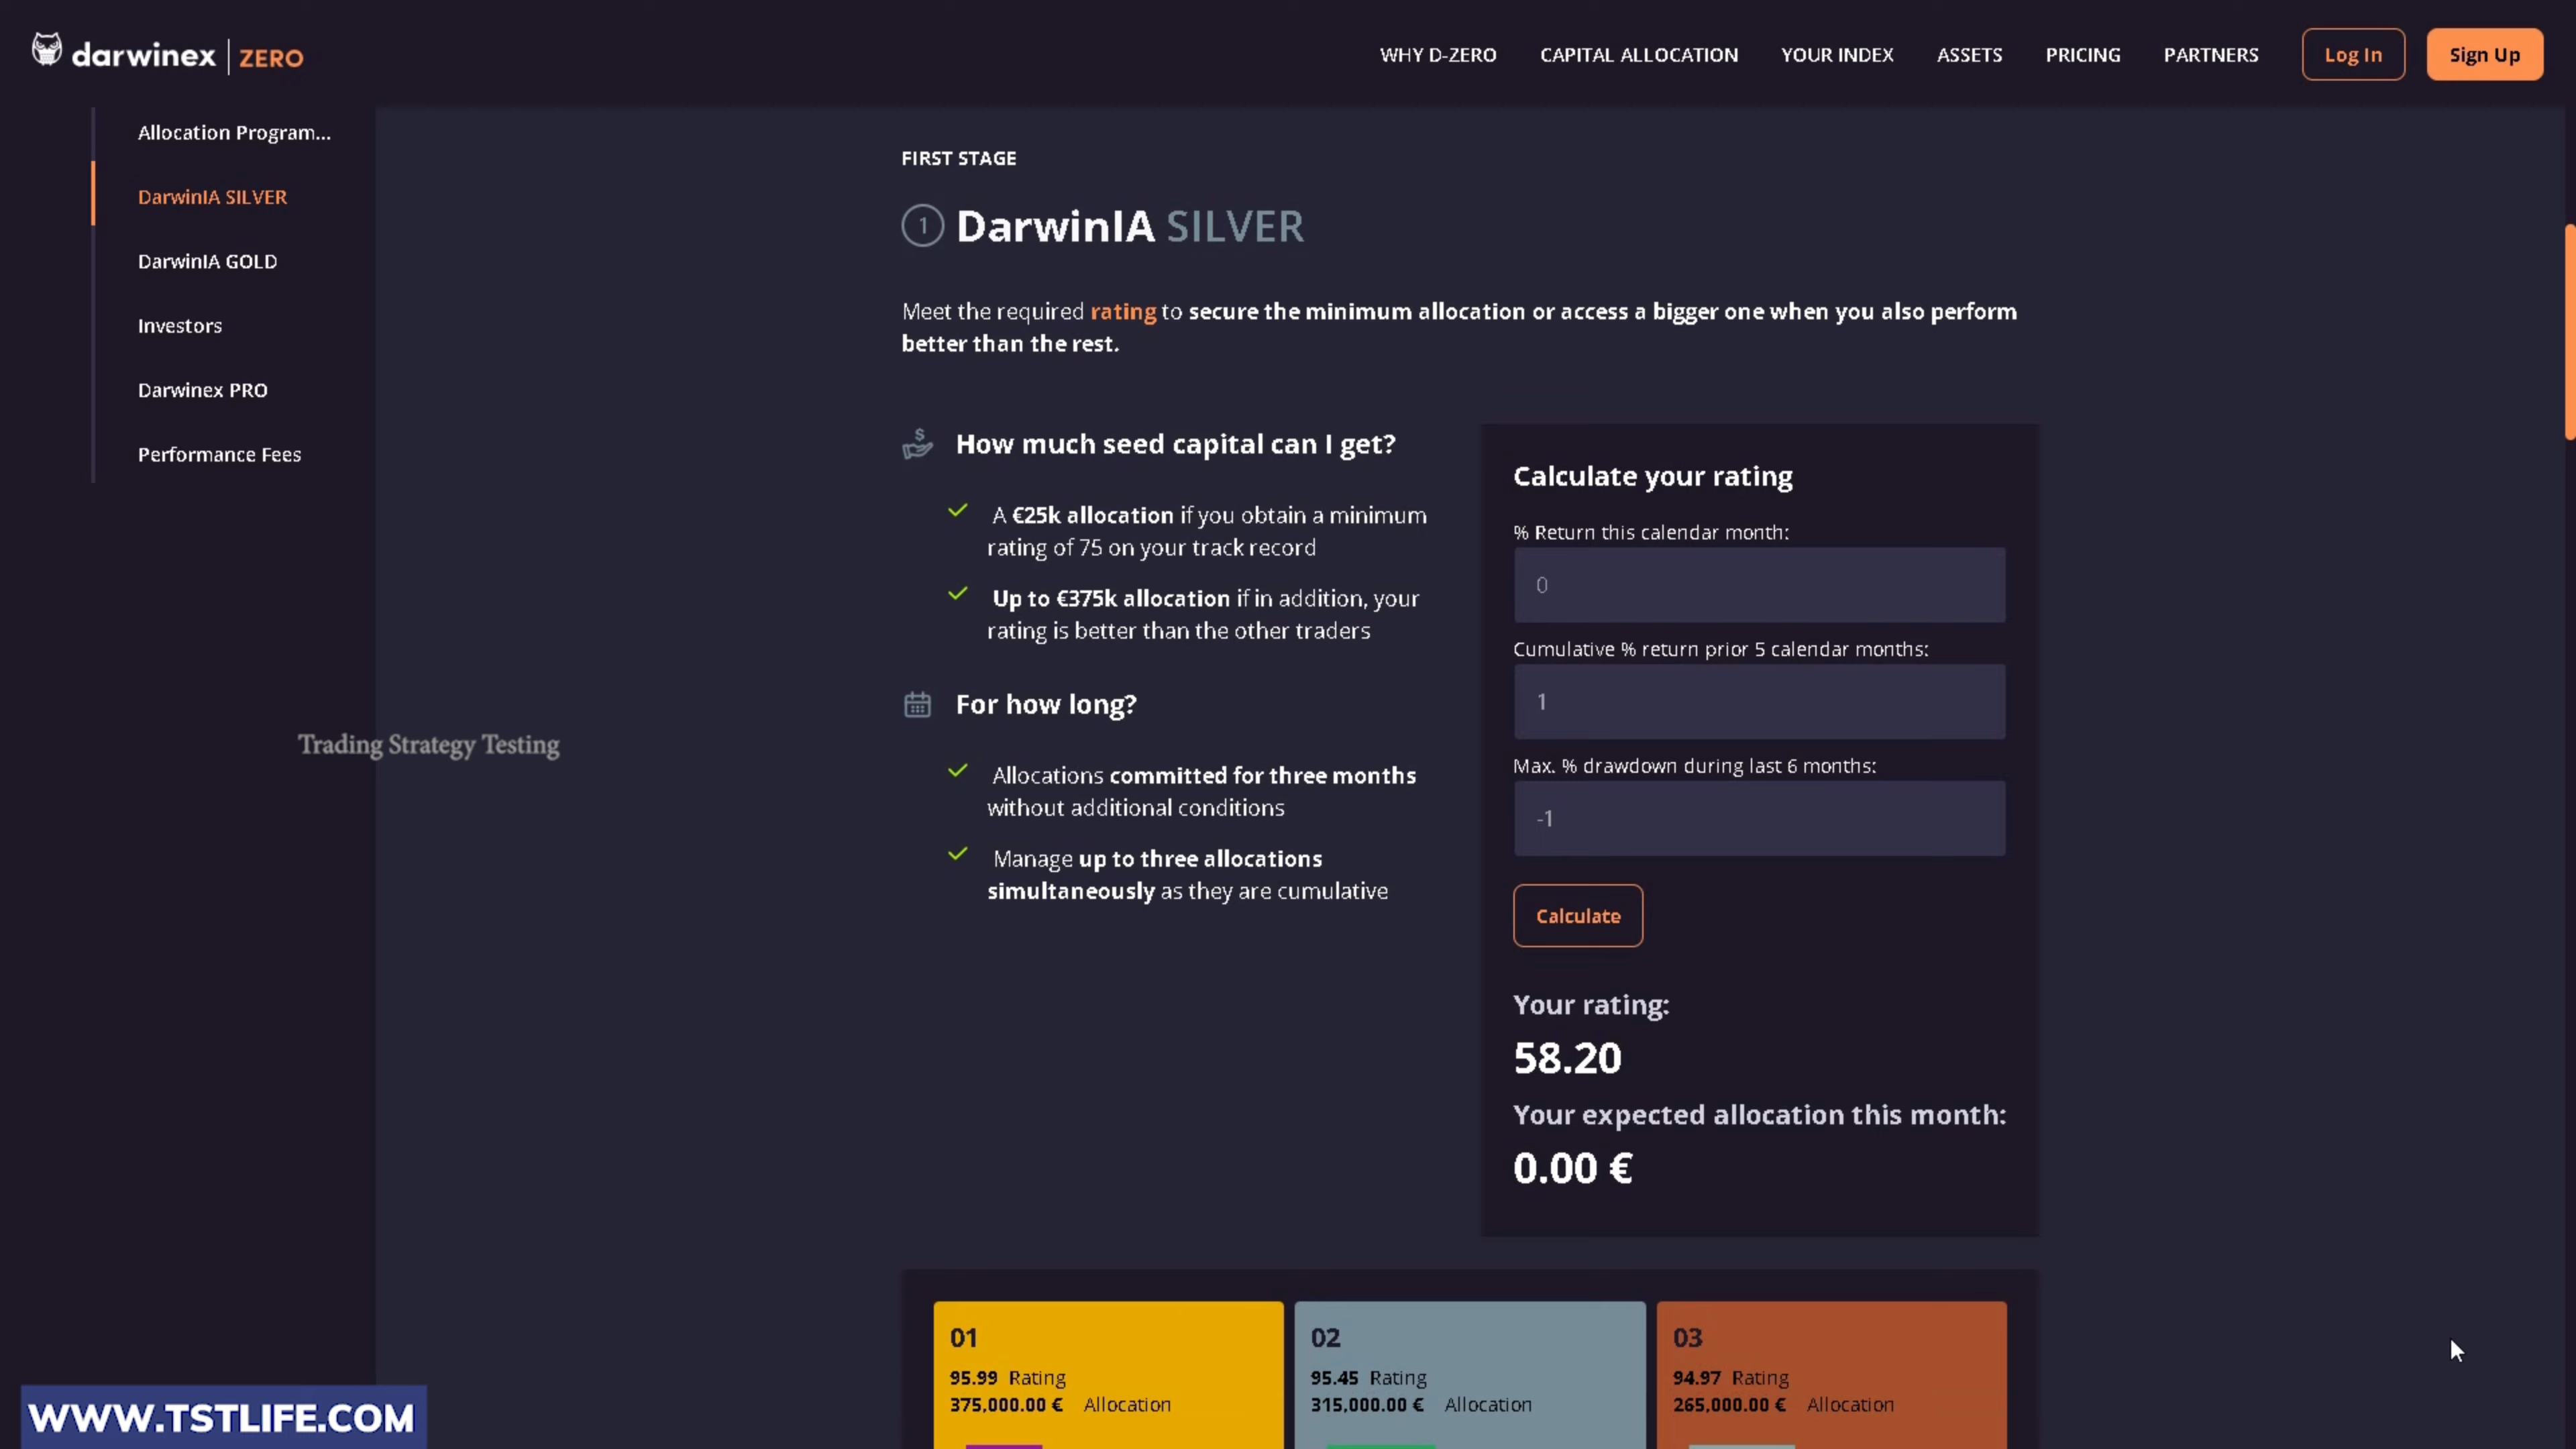 darwinex | ZERO
WHY D-ZERO
CAPITAL ALLOCATION
YOUR INDEX
ASSETS
PRICING
PARTNERS
Log In
Sign Up
Allocation Program...
DarwinIA SILVER
DarwinIA GOLD
Investors
Darwinex PRO
Performance Fees
FIRST STAGE
1 DarwinIA SILVER
Meet the required rating to secure the minimum allocation or access a bigger one when you also perform
better than the rest.
How much seed capital can I get?
A €25k allocation if you obtain a minimum
rating of 75 on your track record
Up to €375k allocation if in addition, your
rating is better than the other traders
For how long?
Allocations committed for three months
without additional conditions
Manage up to three allocations
simultaneously as they are cumulative
Calculate your rating
% Return this calendar month:
0
Cumulative % return prior 5 calendar months:
1
Max. % drawdown during last 6 months:
-1
Calculate
Your rating:
58.20
Your expected allocation this month:
0.00 €
01
95.99 Rating
375,000.00 € Allocation
02
95.45 Rating
315,000.00 € Allocation
03
94.97 Rating
265,000.00 € Allocation
Trading Strategy Testing
WWW.TSTLIFE.COM